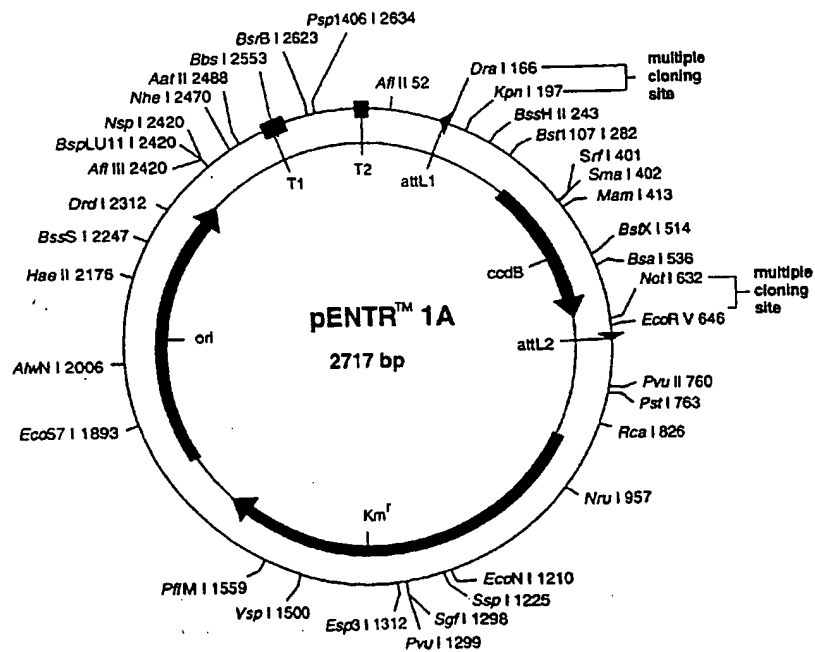 Psp1406 I 2634
BsrB I 2623
Bbs I 2553
Aat II 2488
Nhe I 2470
Nsp I 2420
BspLU11 I 2420
Afl III 2420
Drd I 2312
BssS I 2247
Hae II 2176
AlwN I 2006
Eco57 I 1893
PflM I 1559
Vsp I 1500
Esp3 I 1312
Pvu I 1299
Sgf I 1298
Ssp I 1225
EcoN I 1210
Nru I 957
Rca I 826
Pst I 763
Pvu II 760
EcoR V 646
Not I 632
multiple
cloning
site
Bsa I 536
BstX I 514
Mam I 413
Sma I 402
Srf I 401
Bst1107 I 282
BssH II 243
Kpn I 197
Dra I 166
multiple
cloning
site
Afl II 52
T1
T2
attL1
ccdB
attL2
ori
Kmr
pENTR™ 1A
2717 bp